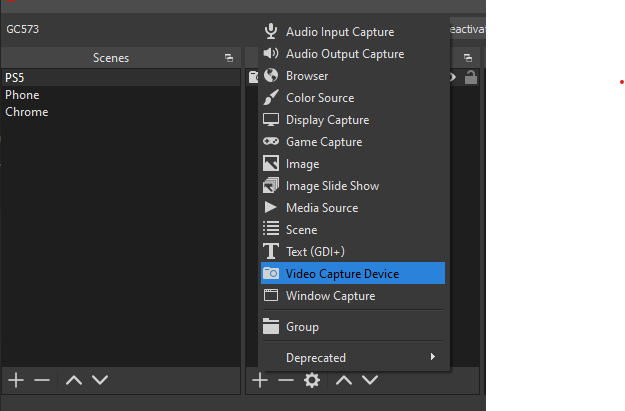 GC573
Scenes
PS5
Phone
Chrome
Audio Input Capture
Audio Output Capture
Browser
Color Source
Display Capture
Game Capture
Image
Image Slide Show
Media Source
Scene
Text (GDI+)
Video Capture Device
Window Capture
Group
Deprecated
eactivat